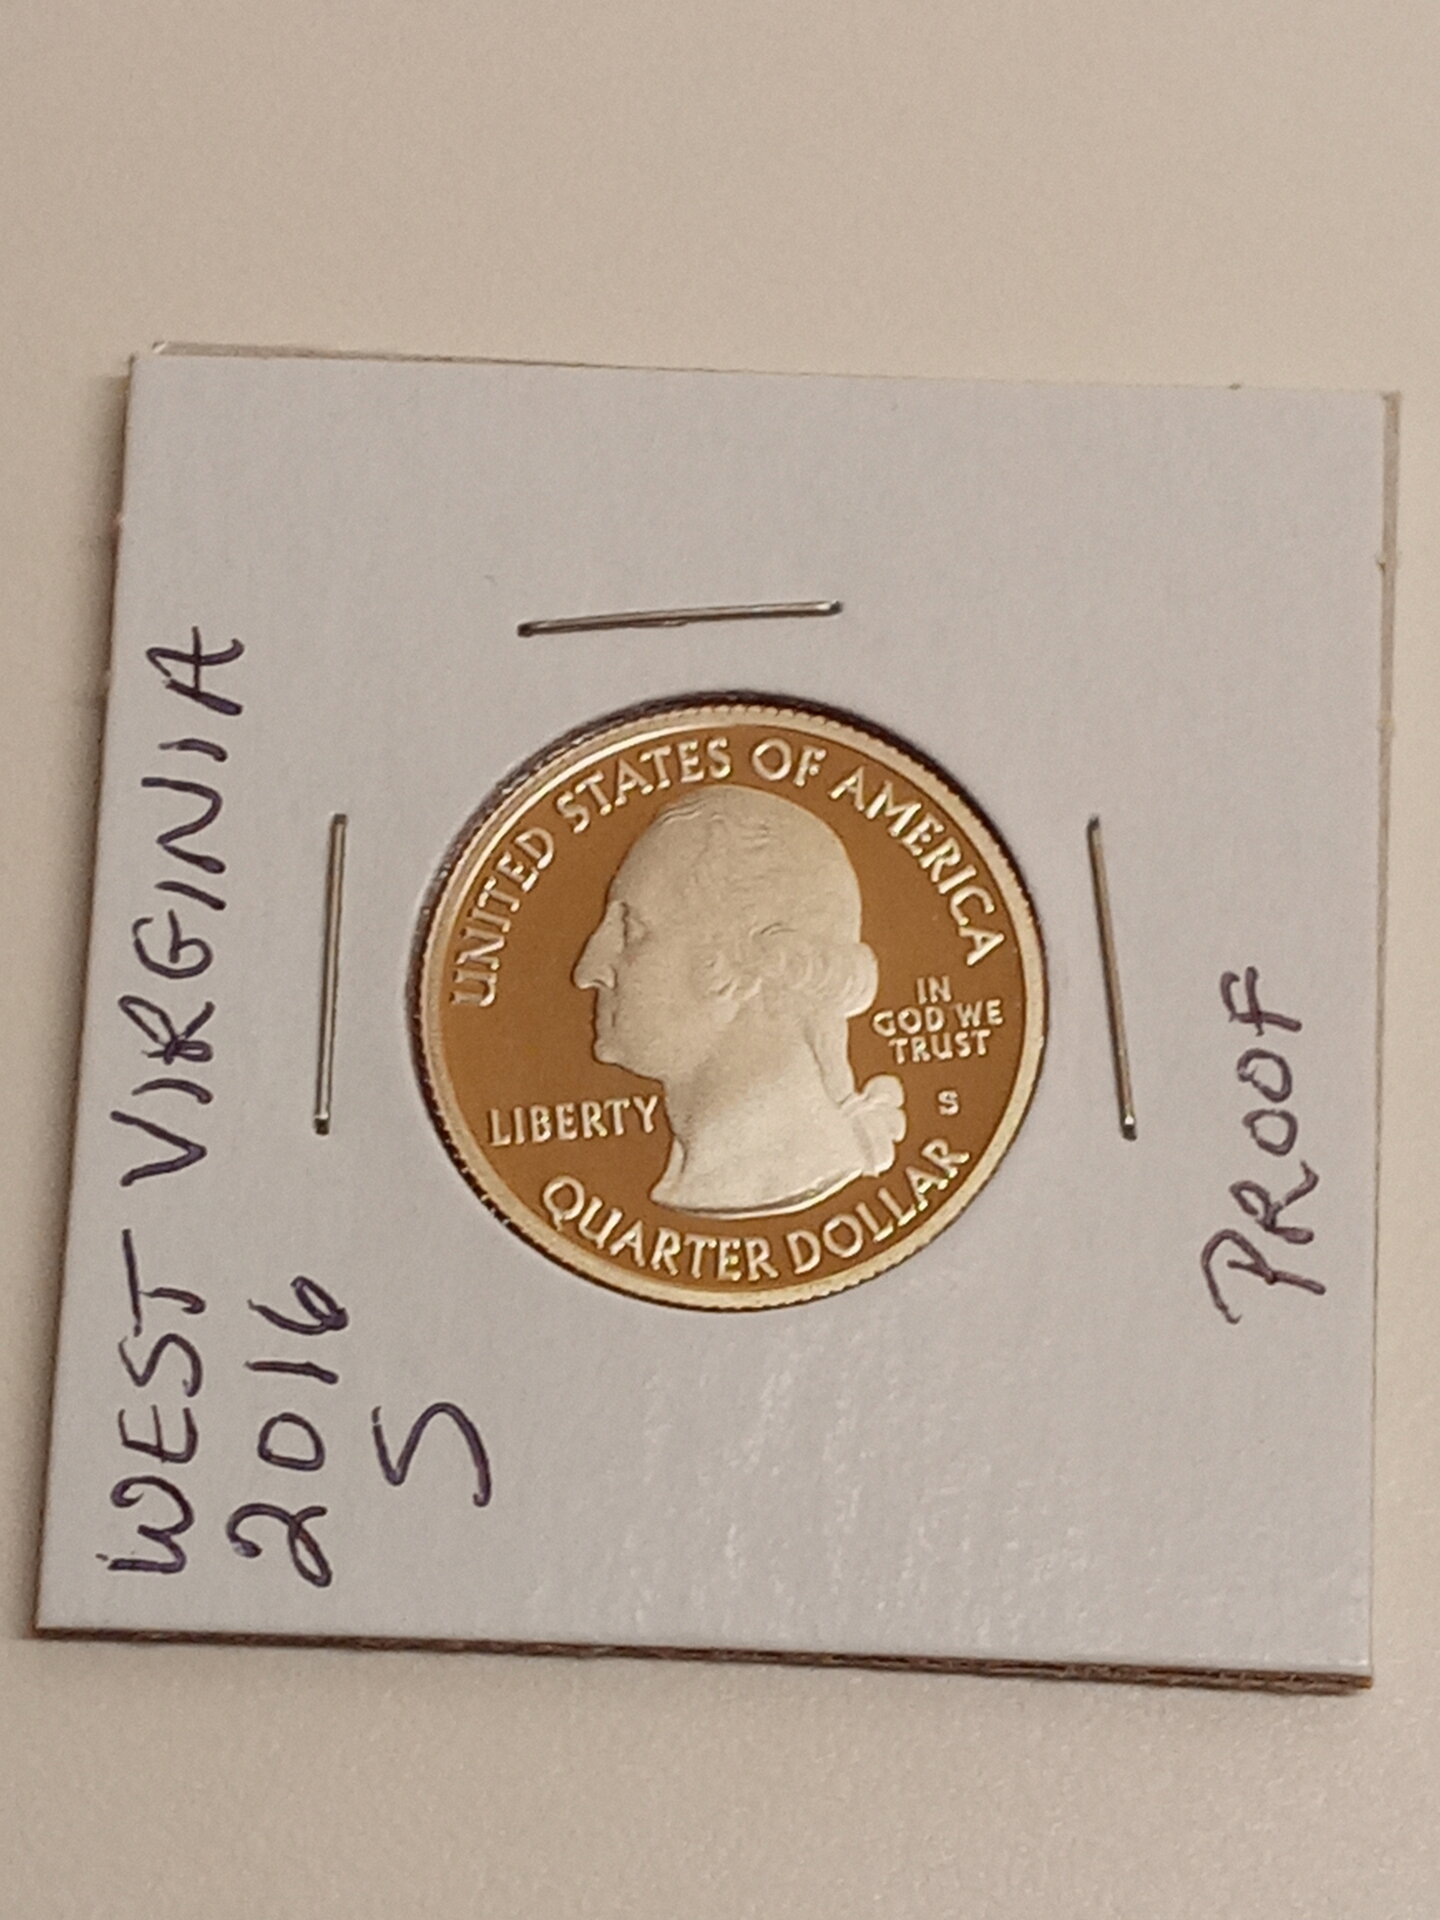 WEST VIRGINIA
2016
S
UNITED STATES OF AMERICA
IN
GOD WE
TRUST
LIBERTY
S
QUARTER DOLLAR
PROOF